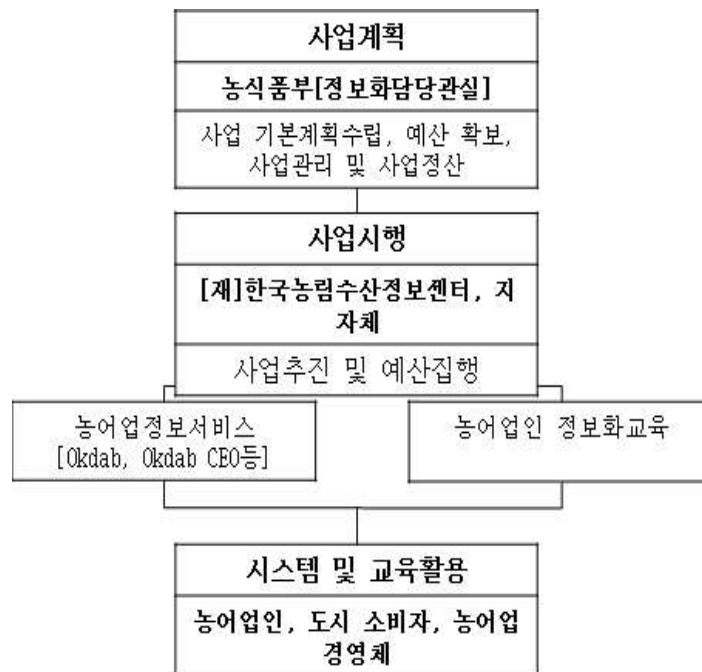 사업계획
농식품부[정보화담당관실]
사업 기본계획수립, 예산 확보,
사업관리 및 사업정산
사업시행
[재]한국농림수산정보센터, 지
자체
사업추진 및 예산집행
농어업정보서비스
[Okdab, Okdab CEO등]
농어업인 정보화교육
시스템 및 교육활용
농어업인, 도시 소비자, 농어업
경영체